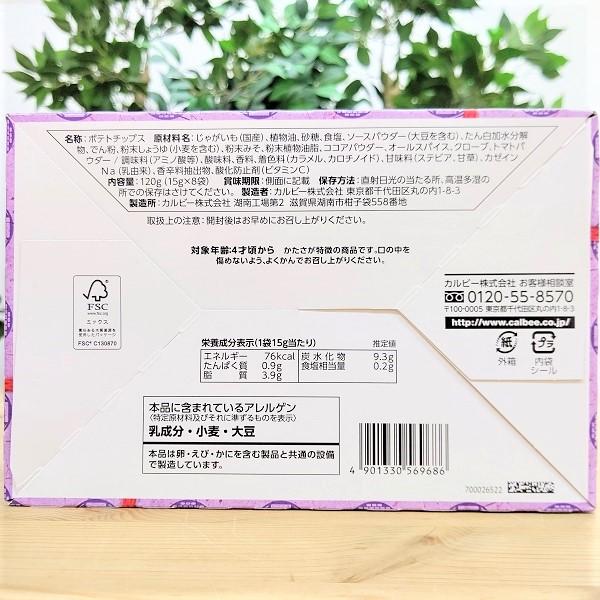 名称:ポテトチップス 原材料名:じゃがいも(国産)、植物油、砂糖、食塩、ソースパウダー(大豆を含む)、たん白加水分解
物、でん粉、粉末しょうゆ(小麦を含む)、粉末みそ、粉末植物油脂、ココアパウダー、オールスパイス、クローブ、トマトパ
ウダー/調味料(アミノ酸等)、酸味料、香料、着色料(カラメル、カロチノイド)、甘味料(ステビア、甘草)、カゼイン
Na(乳由来)、香辛料抽出物、酸化防止剤(ビタミンC)
内容量:120g(15g×8袋) 賞味期限:側面に記載 保存方法:直射日光の当たる所、高温多湿の
所での保存はさけてください。 製造者:カルビー株式会社 東京都千代田区丸の内1-8-3
製造所:カルビー株式会社 湖南工場第2 滋賀県湖南市柑子袋558番地
取扱上の注意:開封後はお早めにお召し上がりください。
対象年齢:4才頃から かたさが特徴の商品です。口の中を
傷めないよう、よくかんでお召し上がりください。
FSC
www.fsc.org
ミックス
責任ある木質資源を
使用したパッケージ
FSC® C130870
カルビー株式会社 お客様相談室
0120-55-8570
〒100-0005 東京都千代田区丸の内1-8-3
http://www.calbee.co.jp/
紙
外箱
プラ
内袋
シール
栄養成分表示(1袋15g当たり) 推定値
エネルギー 76kcal 炭水化物 9.3g
たんぱく質 0.9g 食塩相当量 0.2g
脂質 3.9g
本品に含まれているアレルゲン
(特定原材料及びそれに準ずるものを表示)
乳成分・小麦・大豆
本品は卵・えび・かにを含む製品と共通の設備
で製造しています。
4 901330 569686
700026522